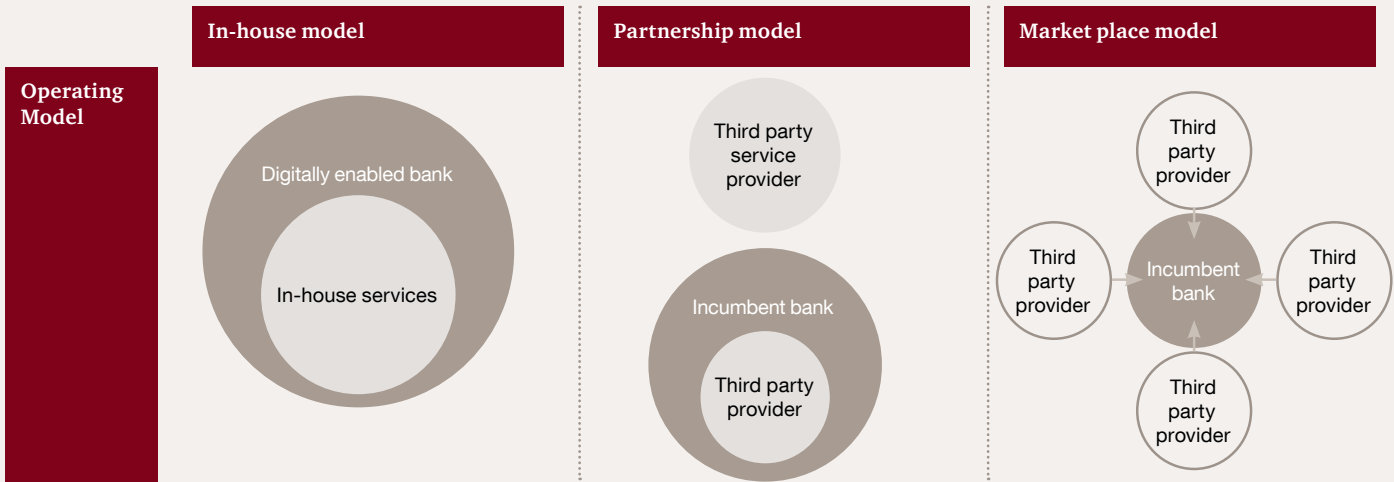 In-house model
Partnership model
Market place model
Operating
Model
Digitally enabled bank
In-house services
Third party
service
provider
Incumbent bank
Third party
provider
Third
party
provider
Third
party
provider
Incumbent
bank
Third
party
provider
Third
party
provider